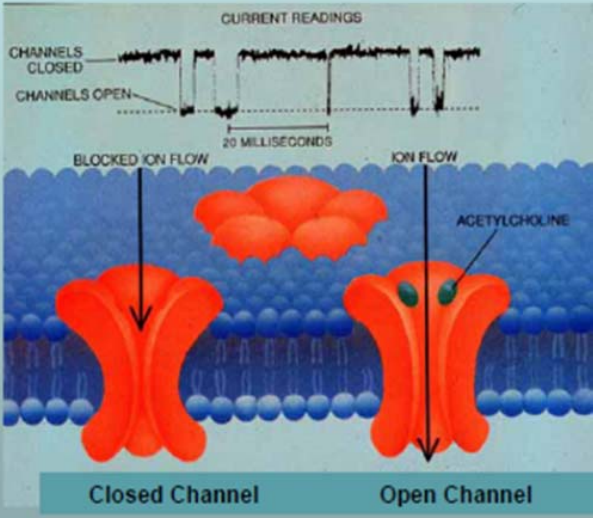 CURRENT READINGS
CHANNELS
CLOSED
CHANNELS OPEN
20 MILLISECONDS
BLOCKED ION FLOW
ION FLOW
ACETYLCHOLINE
Closed Channel
Open Channel